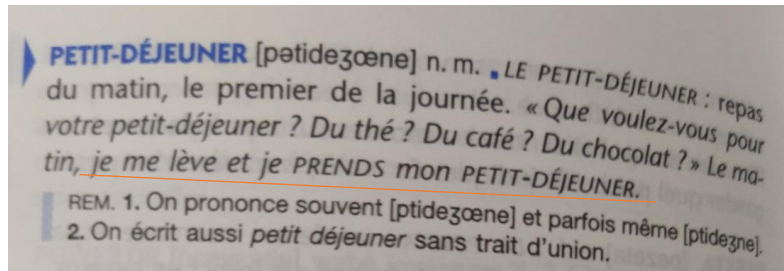 PETIT-DÉJEUNER [pətideʒœne] n. m. ▪ LE PETIT-DÉJEUNER : repas
du matin, le premier de la journée. « Que voulez-vous pour
votre petit-déjeuner ? Du thé ? Du café ? Du chocolat ? » Le ma-
tin, je me lève et je PRENDS mon PETIT-DÉJEUNER.
REM. 1. On prononce souvent [ptideʒœne] et parfois même [ptideʒne].
2. On écrit aussi petit déjeuner sans trait d'union.